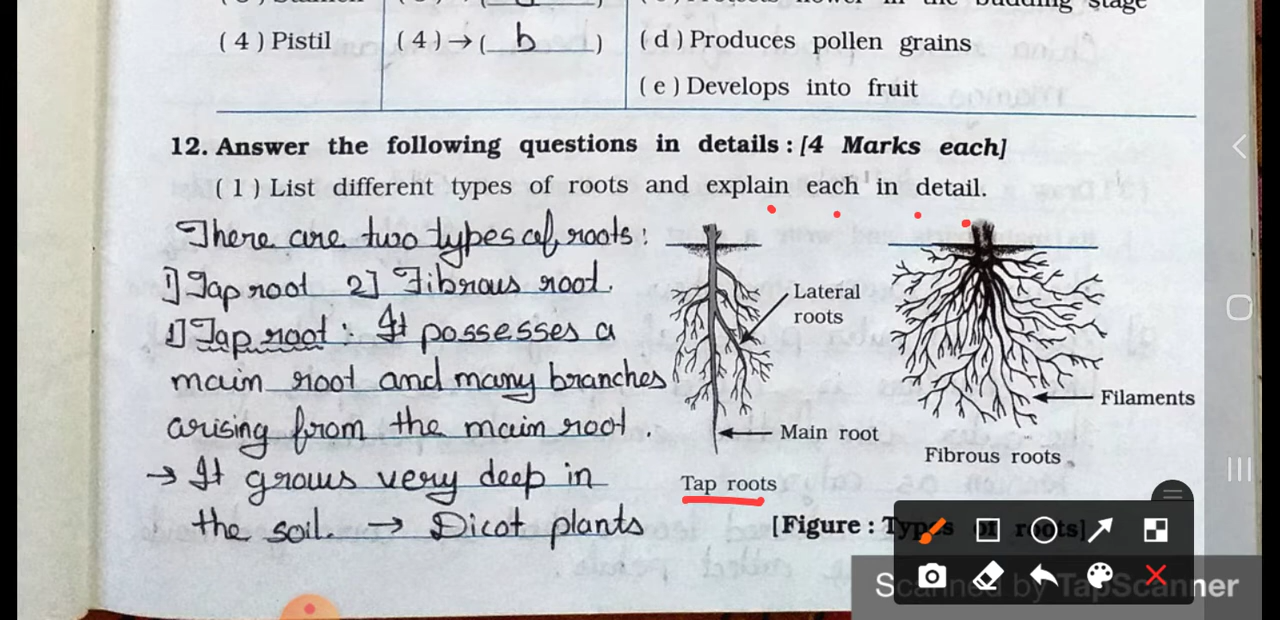 (4) Pistil (4) → ( b ) (d) Produces pollen grains
(e) Develops into fruit
12. Answer the following questions in details : [4 Marks each]
(1) List different types of roots and explain each in detail.
There are two types of roots :
1] Tap root 2] Fibrous root.
1] Tap root : It possesses a
main root and many branches
arising from the main root.
→ It grows very deep in
the soil. → Dicot plants
Lateral
roots
Main root
Tap roots
Filaments
Fibrous roots
[Figure : Types of roots]
Scanned by TapScanner